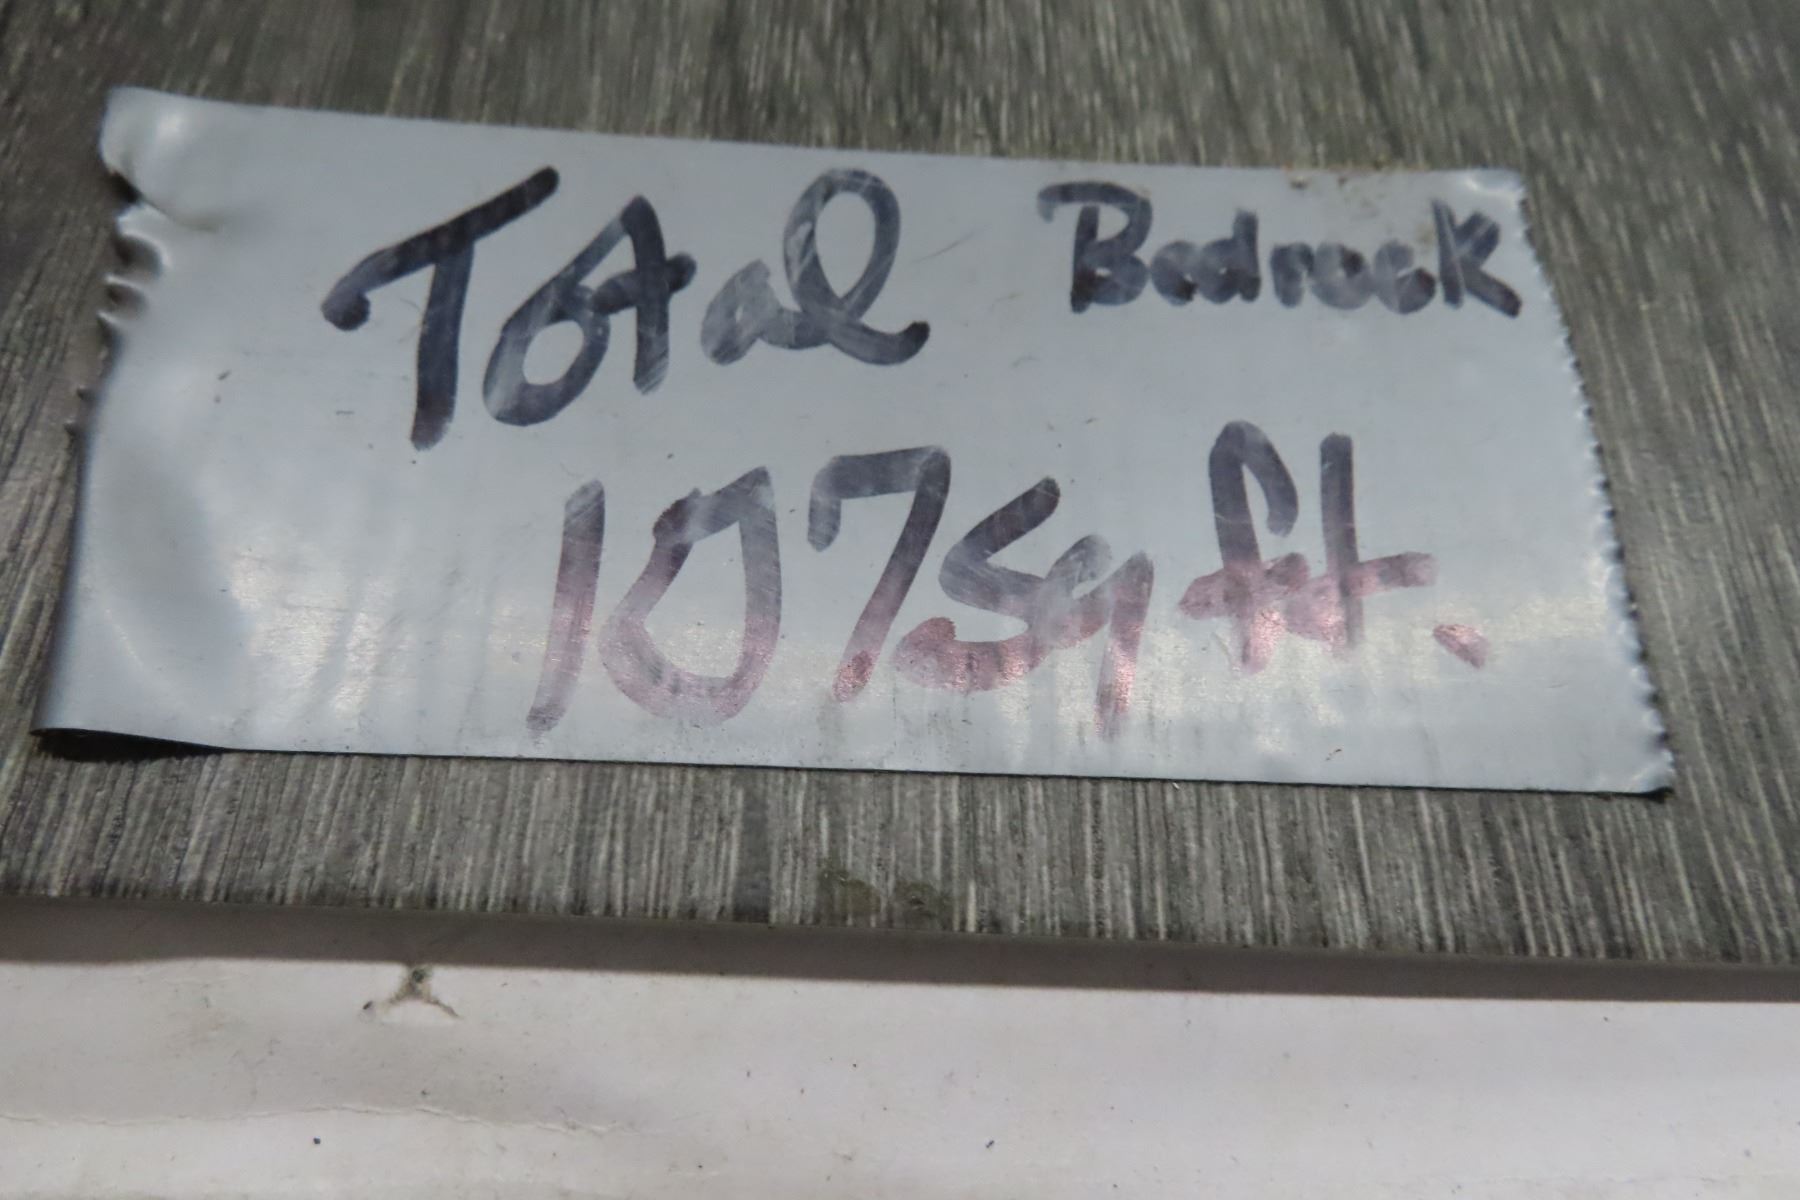 Total Bedrock
107 Sq ft.